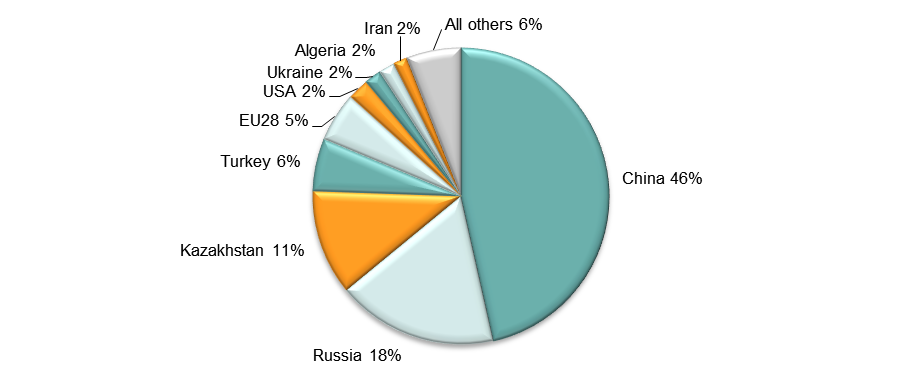 Iran 2%
All others 6%
Algeria 2%
Ukraine 2%
USA 2%
EU28 5%
Turkey 6%
China 46%
Kazakhstan 11%
Russia 18%